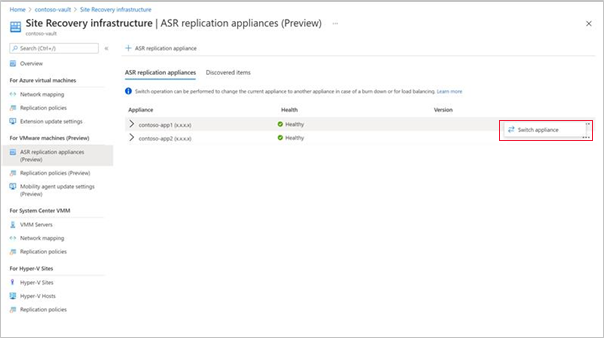 Home > contoso-vault > Site Recovery infrastructure
Site Recovery infrastructure | ASR replication appliances (Preview) ...
contoso-vault
Search (Ctrl+/)
Overview
For Azure virtual machines
Network mapping
Replication policies
Extension update settings
For VMware machines (Preview)
ASR replication appliances
(Preview)
Replication policies (Preview)
Mobility agent update settings
(Preview)
For System Center VMM
VMM Servers
Network mapping
Replication policies
For Hyper-V Sites
Hyper-V Sites
Hyper-V Hosts
Replication policies
+ ASR replication appliance
ASR replication appliances Discovered items
Switch operation can be performed to change the current appliance to another appliance in case of a burn down or for load balancing. Learn more
Appliance Health Version
contoso-app1 (x.x.x.x) Healthy
Switch appliance
contoso-app2 (x.x.x.x) Healthy